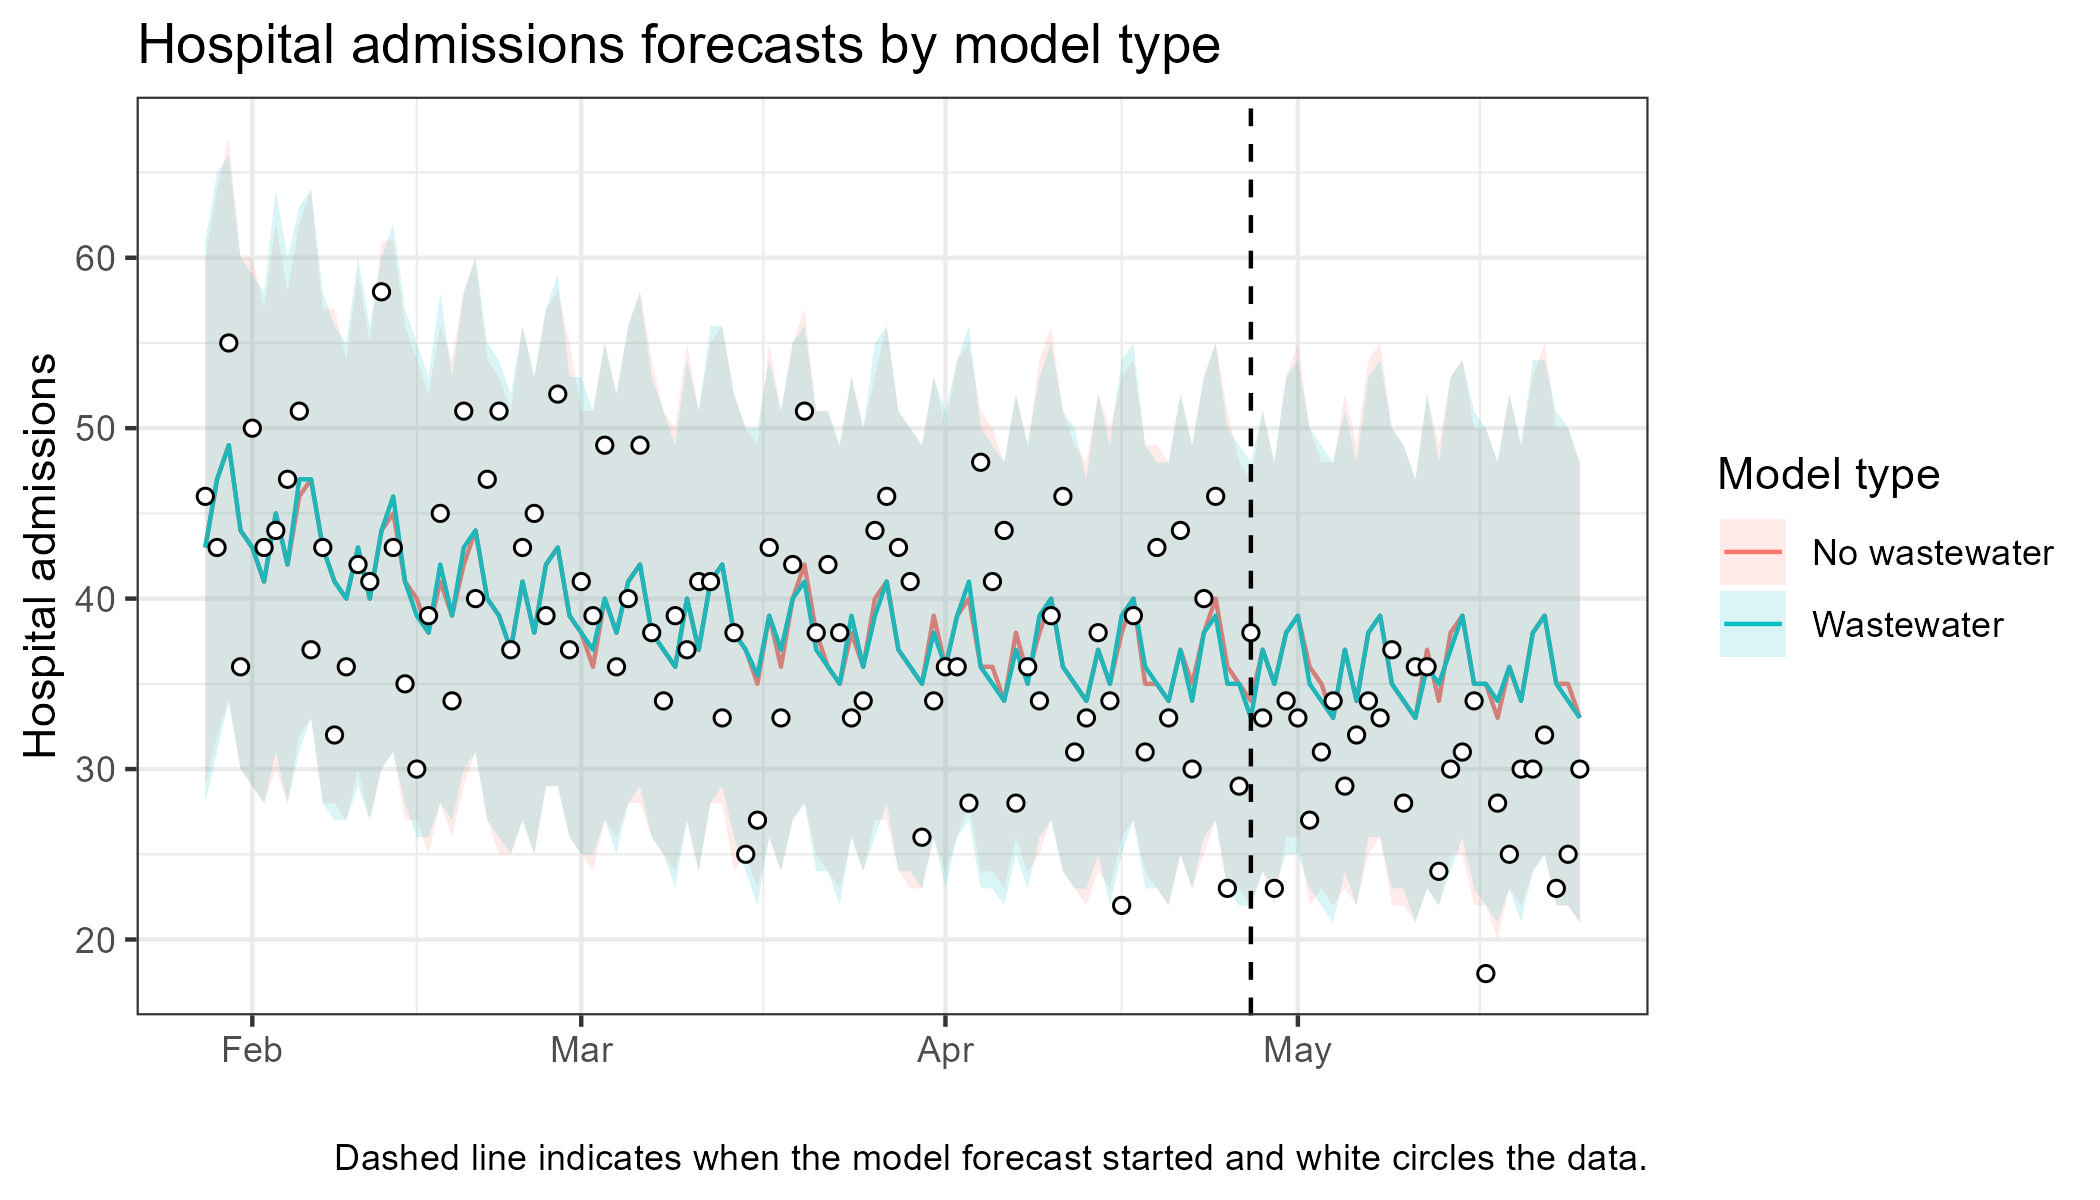 Hospital admissions forecasts by model type
Hospital admissions
60
50
40
30
20
Feb Mar Apr May
Model type
No wastewater
Wastewater
Dashed line indicates when the model forecast started and white circles the data.